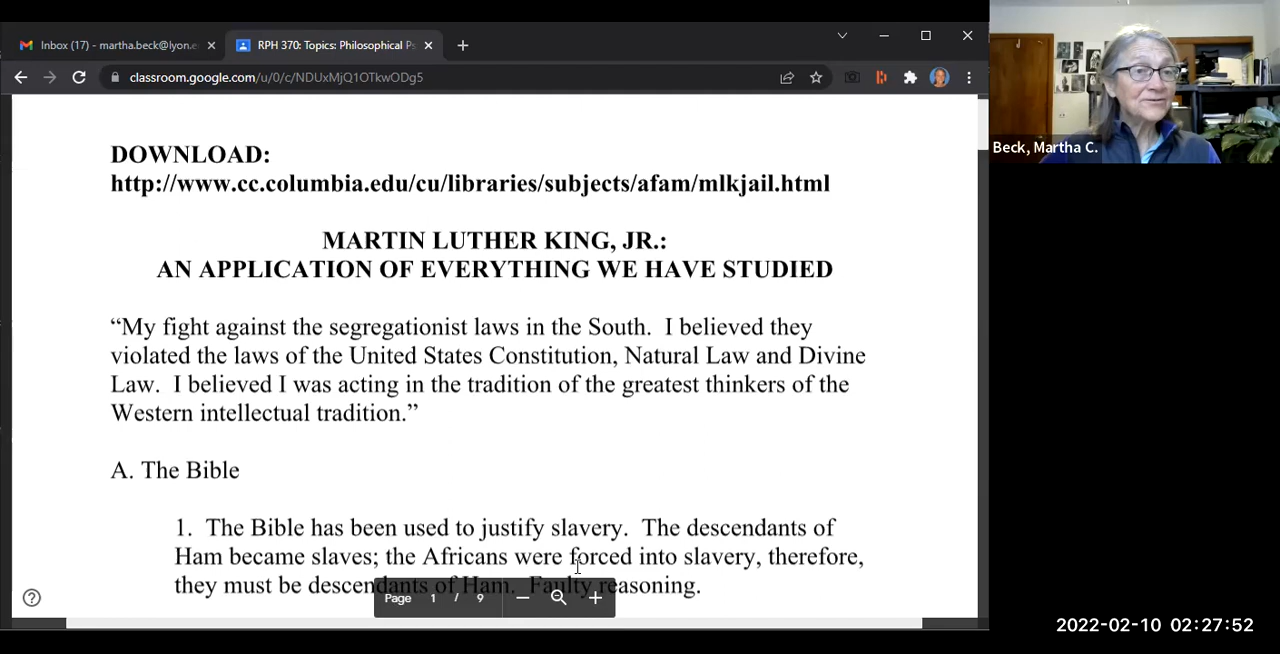 Inbox (17) - martha.beck@lyon.e
RPH 370: Topics: Philosophical Ps
classroom.google.com/u/0/c/NDUxMjQ1OTkwODg5
DOWNLOAD:
http://www.cc.columbia.edu/cu/libraries/subjects/afam/mlkjail.html
MARTIN LUTHER KING, JR.:
AN APPLICATION OF EVERYTHING WE HAVE STUDIED
“My fight against the segregationist laws in the South. I believed they
violated the laws of the United States Constitution, Natural Law and Divine
Law. I believed I was acting in the tradition of the greatest thinkers of the
Western intellectual tradition.”
A. The Bible
1. The Bible has been used to justify slavery. The descendants of
Ham became slaves; the Africans were forced into slavery, therefore,
they must be descendants of Ham. Faulty reasoning.
Page 1 / 9
Beck, Martha C.
2022-02-10 02:27:52